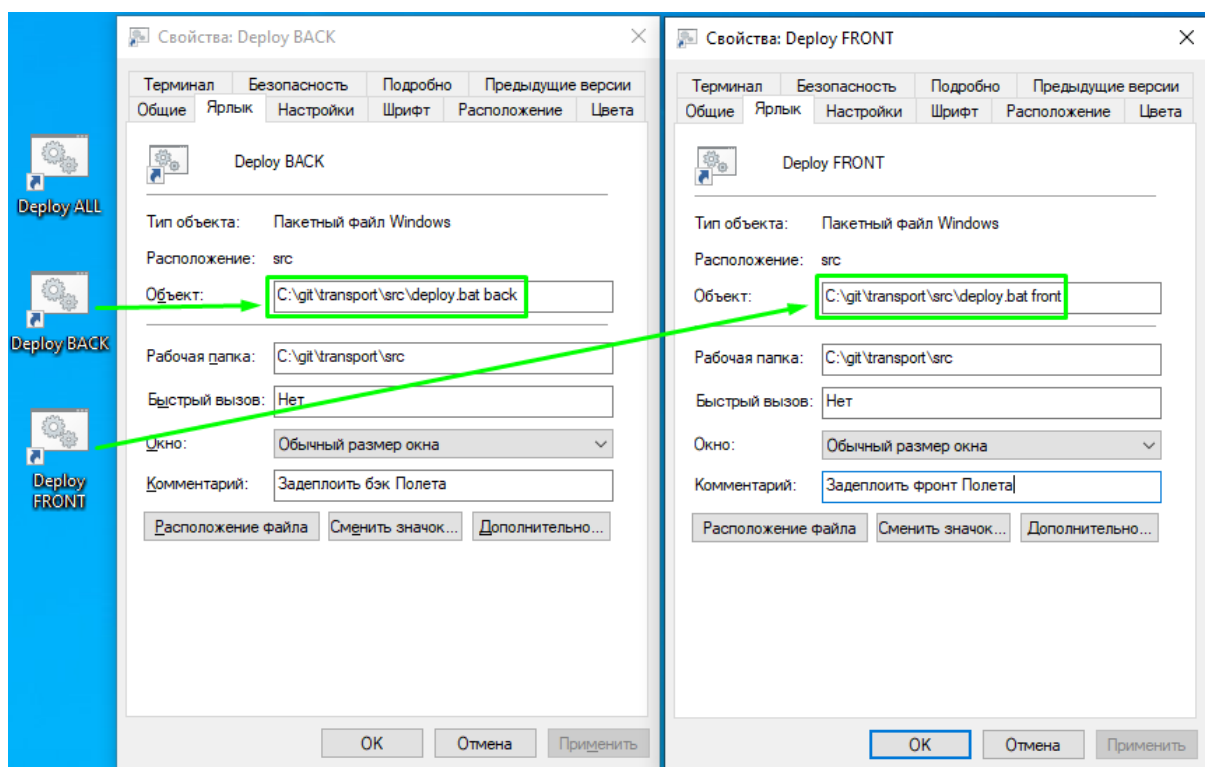 Deploy ALL
Deploy BACK
Deploy
FRONT
Свойства: Deploy BACK
Терминал Безопасность Подробно Предыдущие версии
Общие Ярлык Настройки Шрифт Расположение Цвета
Deploy BACK
Тип объекта: Пакетный файл Windows
Расположение: src
Объект: C:\git\transport\src\deploy.bat back
Рабочая папка: C:\git\transport\src
Быстрый вызов: Нет
Окно: Обычный размер окна
Комментарий: Задеплоить бэк Полета
Расположение файла Сменить значок... Дополнительно...
OK Отмена Применить
Свойства: Deploy FRONT
Терминал Безопасность Подробно Предыдущие версии
Общие Ярлык Настройки Шрифт Расположение Цвета
Deploy FRONT
Тип объекта: Пакетный файл Windows
Расположение: src
Объект: C:\git\transport\src\deploy.bat front
Рабочая папка: C:\git\transport\src
Быстрый вызов: Нет
Окно: Обычный размер окна
Комментарий: Задеплоить фронт Полета
Расположение файла Сменить значок... Дополнительно...
OK Отмена Применить